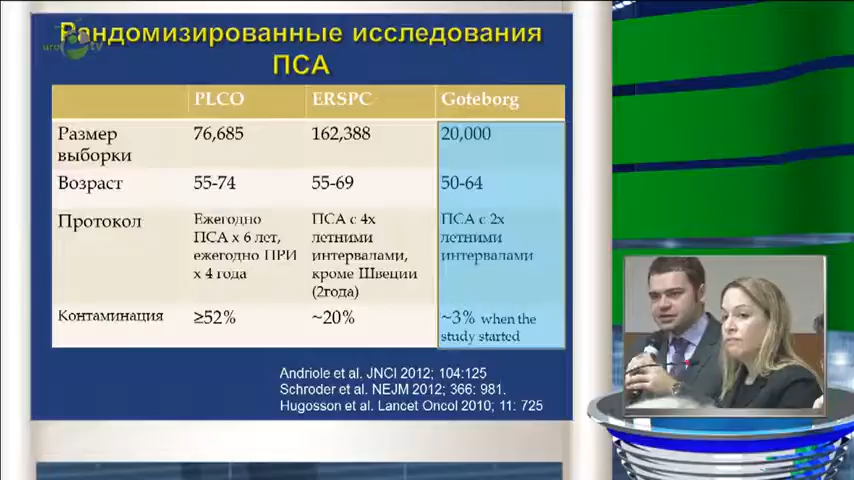 Рандомизированные исследования
ПСА
uro tv
PLCO ERSPC Goteborg
Размер выборки 76,685 162,388 20,000
Возраст 55-74 55-69 50-64
Протокол
Ежегодно
ПСА х 6 лет,
ежегодно ПРИ
х 4 года
ПСА с 4х
летними
интервалами,
кроме Швеции
(2года)
ПСА с 2х
летними
интервалами
Контаминация ≥52% ~20% ~3% when the
study started
Andriole et al. JNCI 2012; 104:125
Schroder et al. NEJM 2012; 366: 981.
Hugosson et al. Lancet Oncol 2010; 11: 725